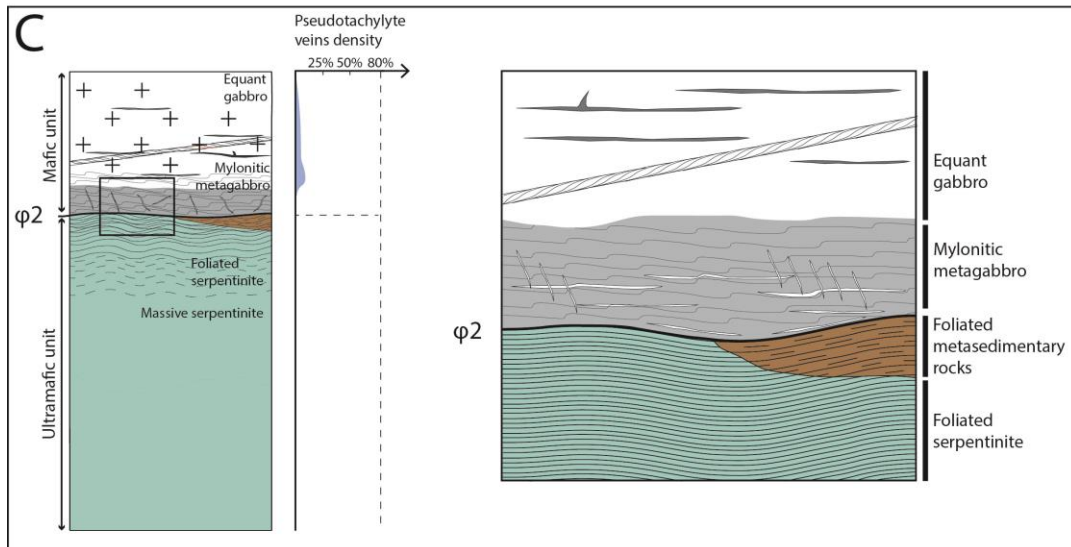 C
Pseudotachylyte
veins density
25% 50% 80%
Mafic unit
Equant
gabbro
Mylonitic
metagabbro
φ2
Ultramafic unit
Foliated
serpentinite
Massive serpentinite
φ2
Equant
gabbro
Mylonitic
metagabbro
Foliated
metasedimentary
rocks
Foliated
serpentinite